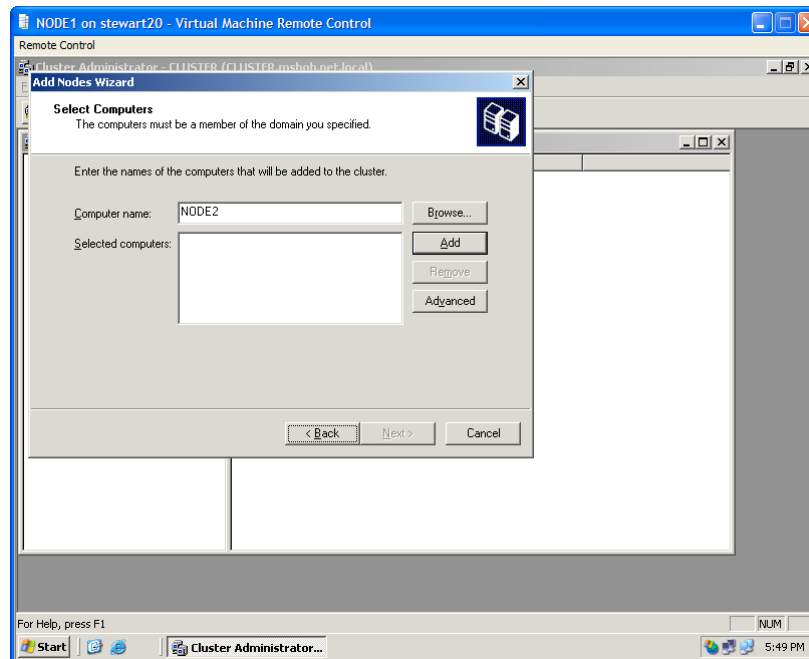 NODE1 on stewart20 - Virtual Machine Remote Control
Remote Control
Cluster Administrator - CLUSTER (CLUSTER.mshoh.net.local)
Add Nodes Wizard
Select Computers
The computers must be a member of the domain you specified.
Enter the names of the computers that will be added to the cluster.
Computer name: NODE2 Browse...
Selected computers: Add
Remove
Advanced
< Back Next > Cancel
For Help, press F1 NUM
Start Cluster Administrator... 5:49 PM